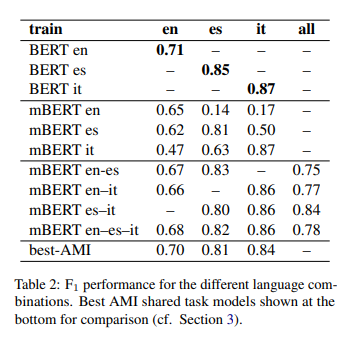 train en es it all
BERT en 0.71 – – –
BERT es – 0.85 – –
BERT it – – 0.87 –
mBERT en 0.65 0.14 0.17 –
mBERT es 0.62 0.81 0.50 –
mBERT it 0.47 0.63 0.87 –
mBERT en-es 0.67 0.83 – 0.75
mBERT en–it 0.66 – 0.86 0.77
mBERT es–it – 0.80 0.86 0.84
mBERT en–es–it 0.68 0.82 0.86 0.78
best-AMI 0.70 0.81 0.84 –
Table 2: F1 performance for the different language com-
binations. Best AMI shared task models shown at the
bottom for comparison (cf. Section 3).